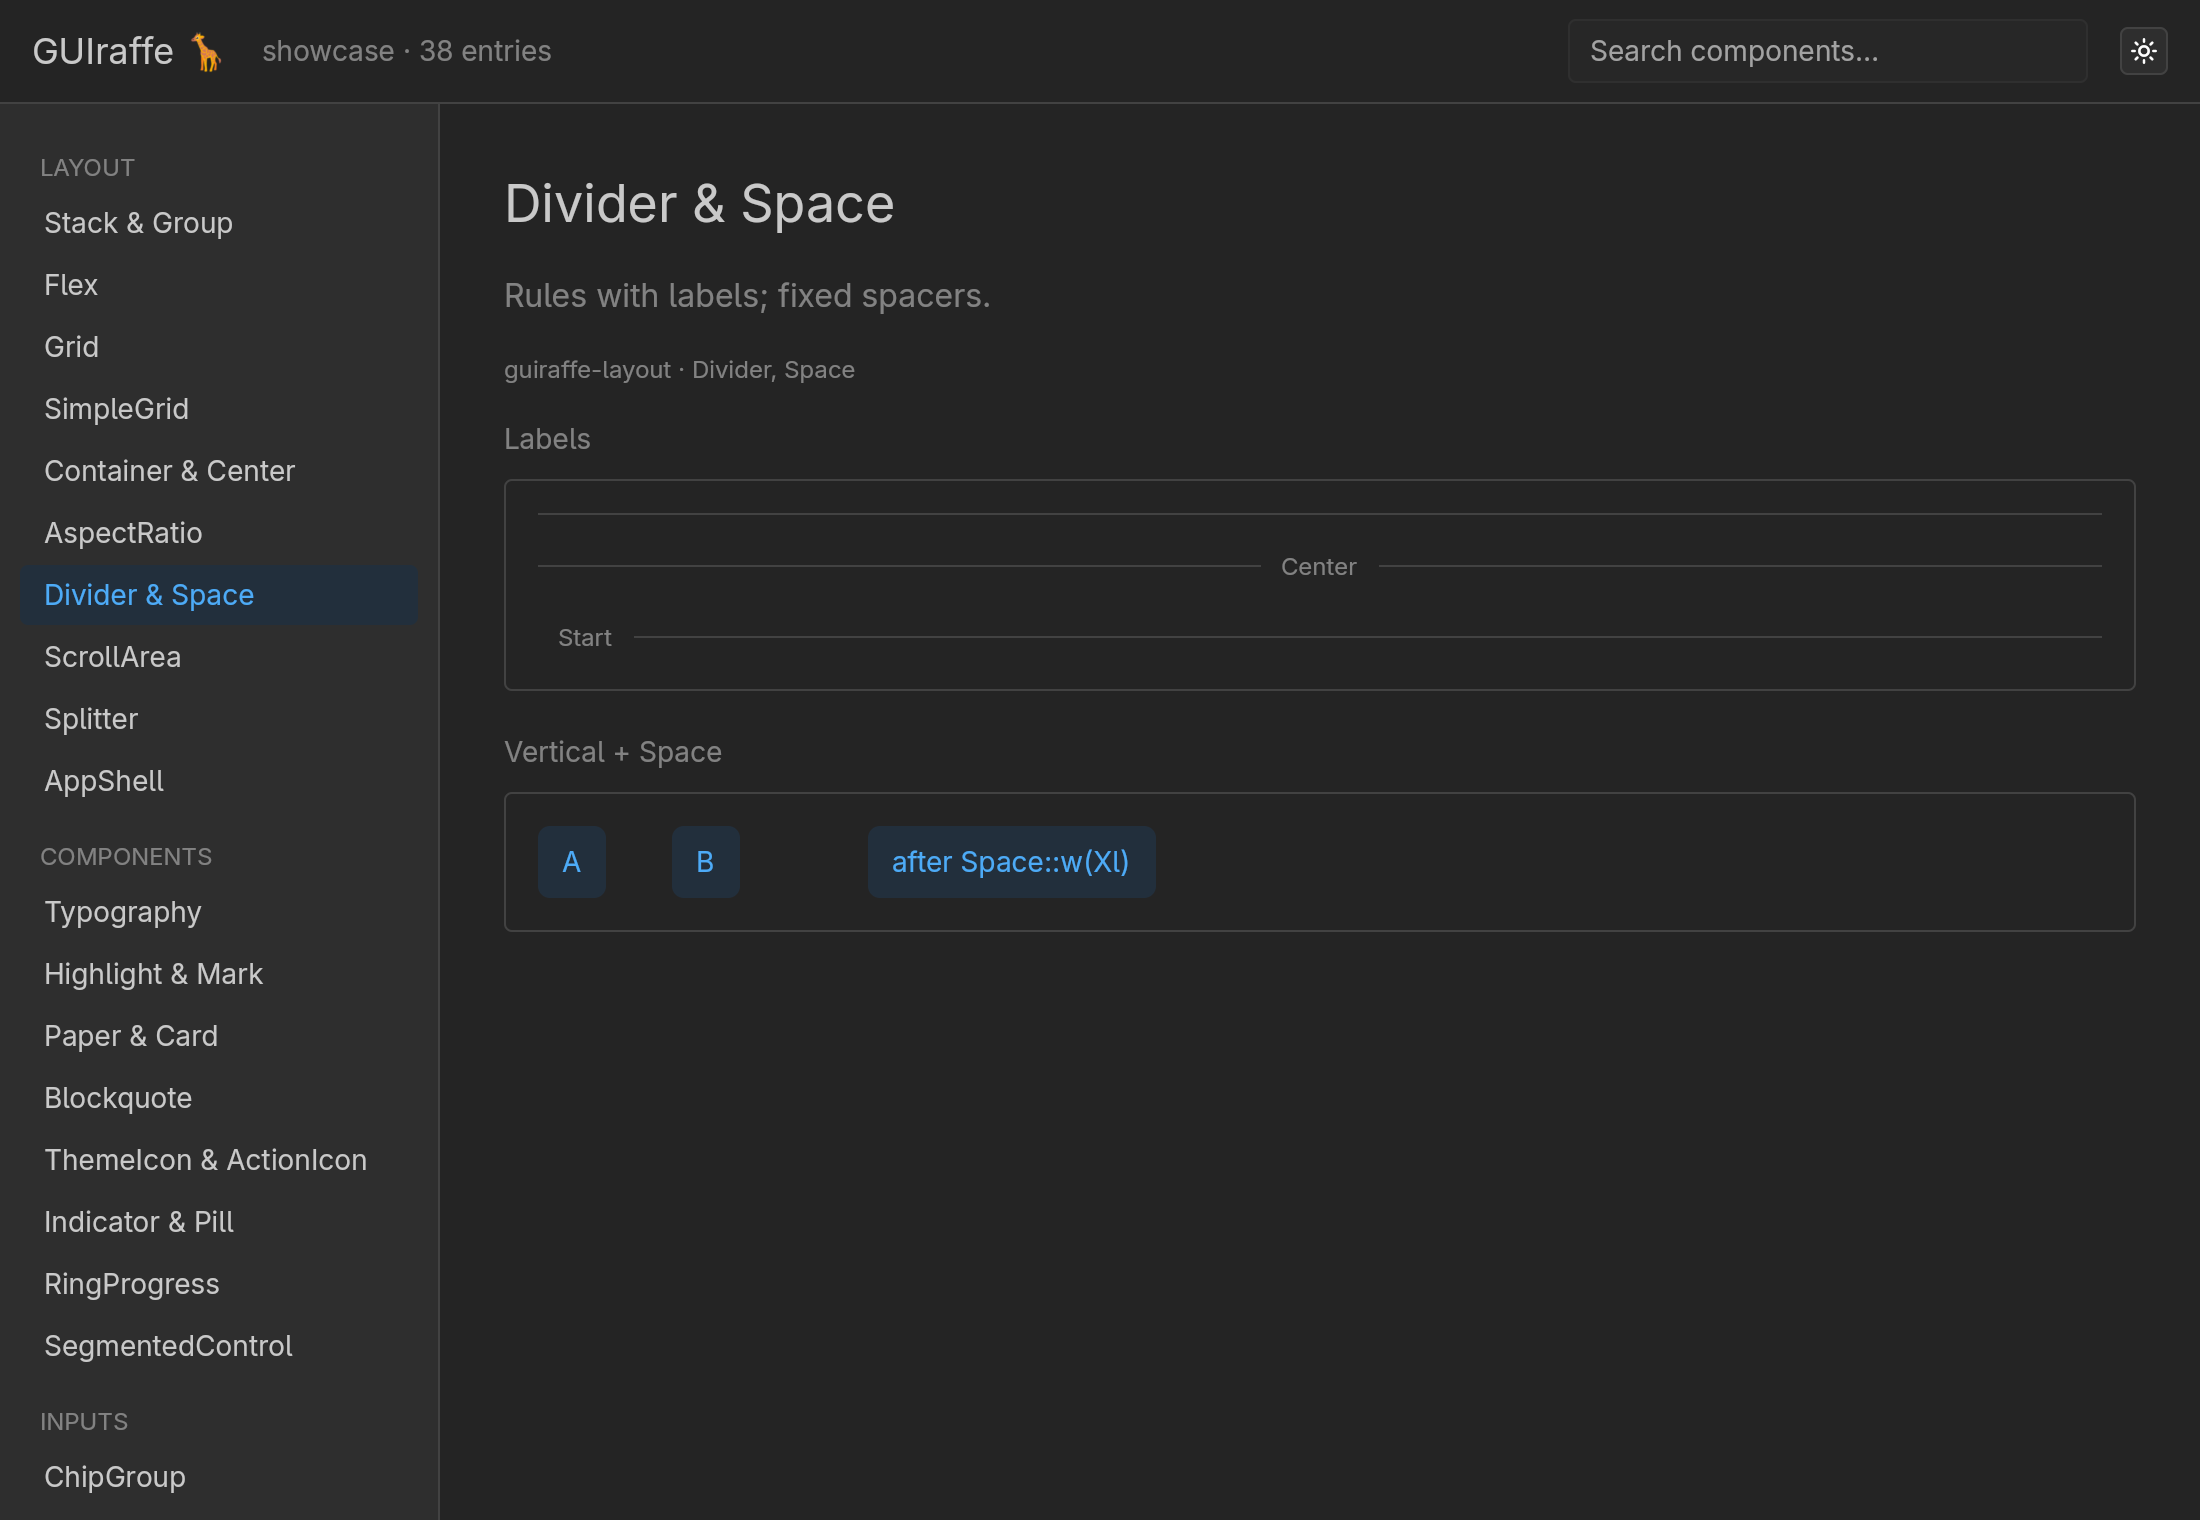 GUIraffe 🦒 showcase · 38 entries
Search components...
LAYOUT
Stack & Group
Flex
Grid
SimpleGrid
Container & Center
AspectRatio
Divider & Space
ScrollArea
Splitter
AppShell
COMPONENTS
Typography
Highlight & Mark
Paper & Card
Blockquote
ThemeIcon & ActionIcon
Indicator & Pill
RingProgress
SegmentedControl
INPUTS
ChipGroup
Divider & Space
Rules with labels; fixed spacers.
guiraffe-layout · Divider, Space
Labels
Center
Start
Vertical + Space
A B after Space::w(Xl)